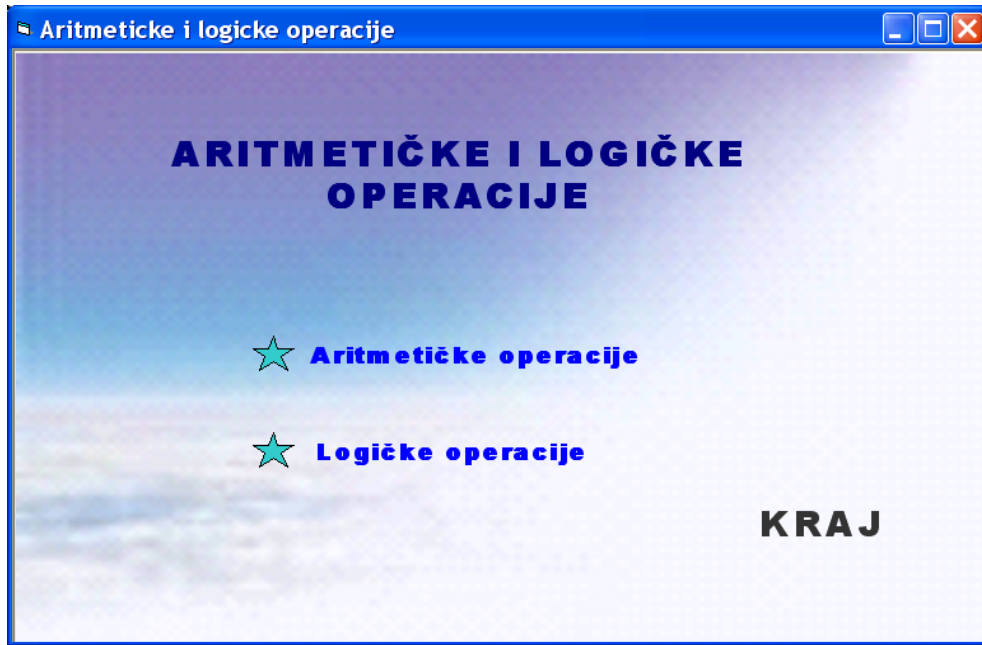 Aritmeticke i logicke operacije
ARITMETIČKE I LOGIČKE
OPERACIJE
Aritmetičke operacije
Logičke operacije
KRAJ